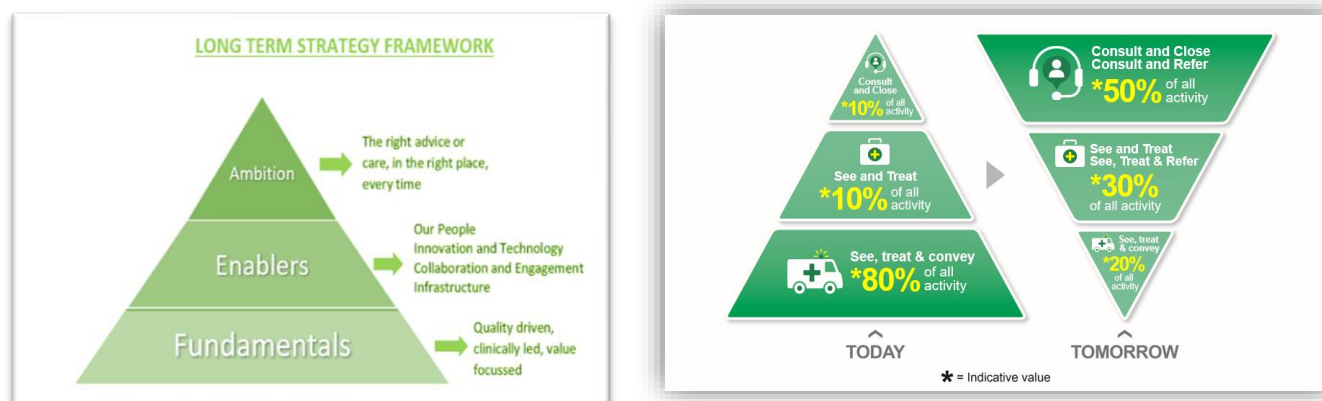 LONG TERM STRATEGY FRAMEWORK
Ambition
The right advice or
care, in the right place,
every time
Enablers
Our People
Innovation and Technology
Collaboration and Engagement
Infrastructure
Fundamentals
Quality driven,
clinically led, value
focussed
Consult
and Close
*10% of all activity
See and Treat
*10% of all activity
See, treat & convey
*80% of all activity
TODAY
Consult and Close
Consult and Refer
*50% of all activity
See and Treat
See, Treat & Refer
*30%
of all activity
See, treat
& convey
*20%
of all
activity
TOMORROW
* = Indicative value